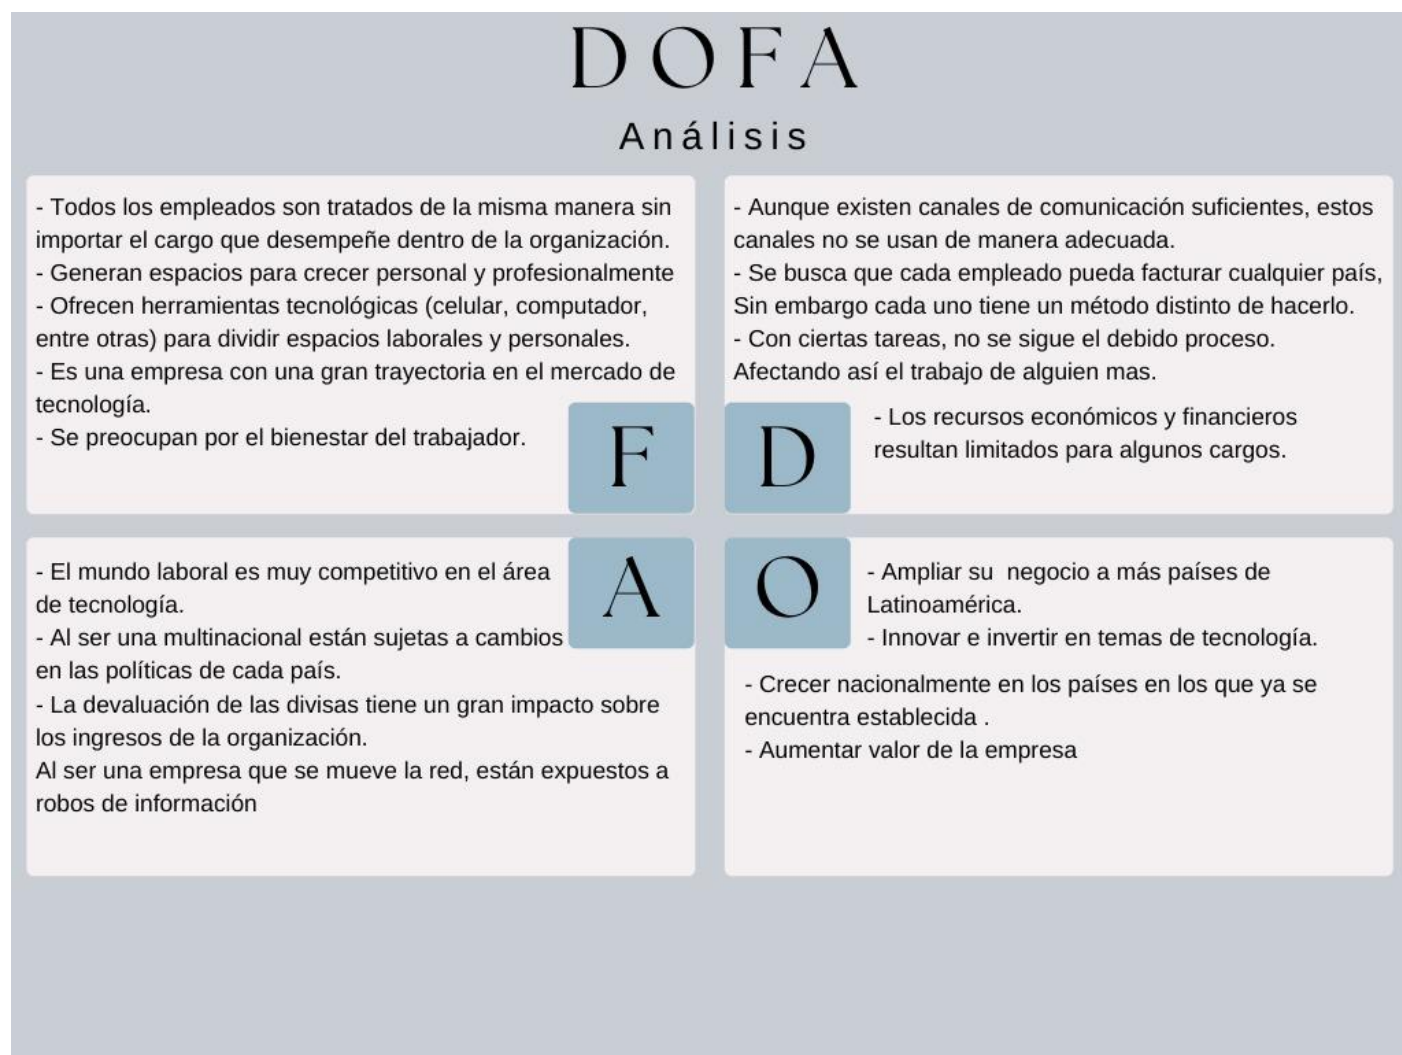 DOFA
Análisis
- Todos los empleados son tratados de la misma manera sin
importar el cargo que desempeñe dentro de la organización.
- Generan espacios para crecer personal y profesionalmente
- Ofrecen herramientas tecnológicas (celular, computador,
entre otras) para dividir espacios laborales y personales.
- Es una empresa con una gran trayectoria en el mercado de
tecnología.
- Se preocupan por el bienestar del trabajador.
F
- Aunque existen canales de comunicación suficientes, estos
canales no se usan de manera adecuada.
- Se busca que cada empleado pueda facturar cualquier país,
Sin embargo cada uno tiene un método distinto de hacerlo.
- Con ciertas tareas, no se sigue el debido proceso.
Afectando así el trabajo de alguien mas.
- Los recursos económicos y financieros
resultan limitados para algunos cargos.
D
- El mundo laboral es muy competitivo en el área
de tecnología.
- Al ser una multinacional están sujetas a cambios
en las políticas de cada país.
- La devaluación de las divisas tiene un gran impacto sobre
los ingresos de la organización.
Al ser una empresa que se mueve la red, están expuestos a
robos de información
A
O
- Ampliar su  negocio a más países de
Latinoamérica.
- Innovar e invertir en temas de tecnología.
- Crecer nacionalmente en los países en los que ya se
encuentra establecida .
- Aumentar valor de la empresa